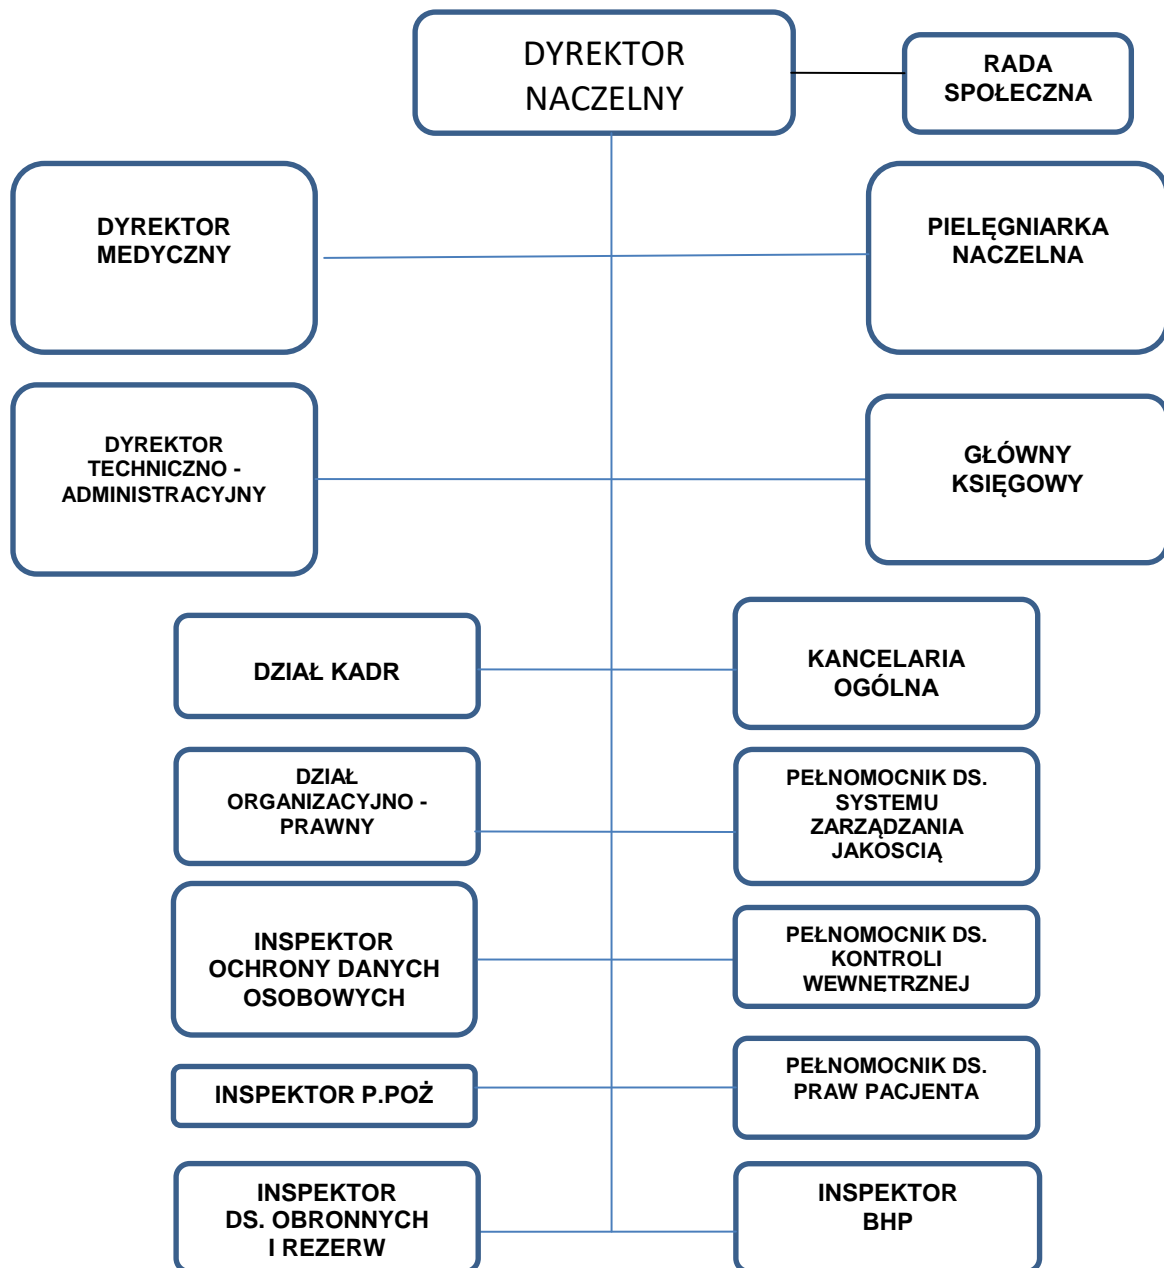 DYREKTOR
NACZELNY
RADA
SPOŁECZNA
DYREKTOR
MEDYCZNY
PIELĘGNIARKA
NACZELNA
DYREKTOR
TECHNICZNO -
ADMINISTRACYJNY
GŁÓWNY
KSIĘGOWY
DZIAŁ KADR
KANCELARIA
OGÓLNA
DZIAŁ
ORGANIZACYJNO -
PRAWNY
PEŁNOMOCNIK DS.
SYSTEMU
ZARZĄDZANIA
JAKOSCIĄ
INSPEKTOR
OCHRONY DANYCH
OSOBOWYCH
PEŁNOMOCNIK DS.
KONTROLI
WEWNĘTRZNEJ
INSPEKTOR P.POŻ
PEŁNOMOCNIK DS.
PRAW PACJENTA
INSPEKTOR
DS. OBRONNYCH
I REZERW
INSPEKTOR
BHP